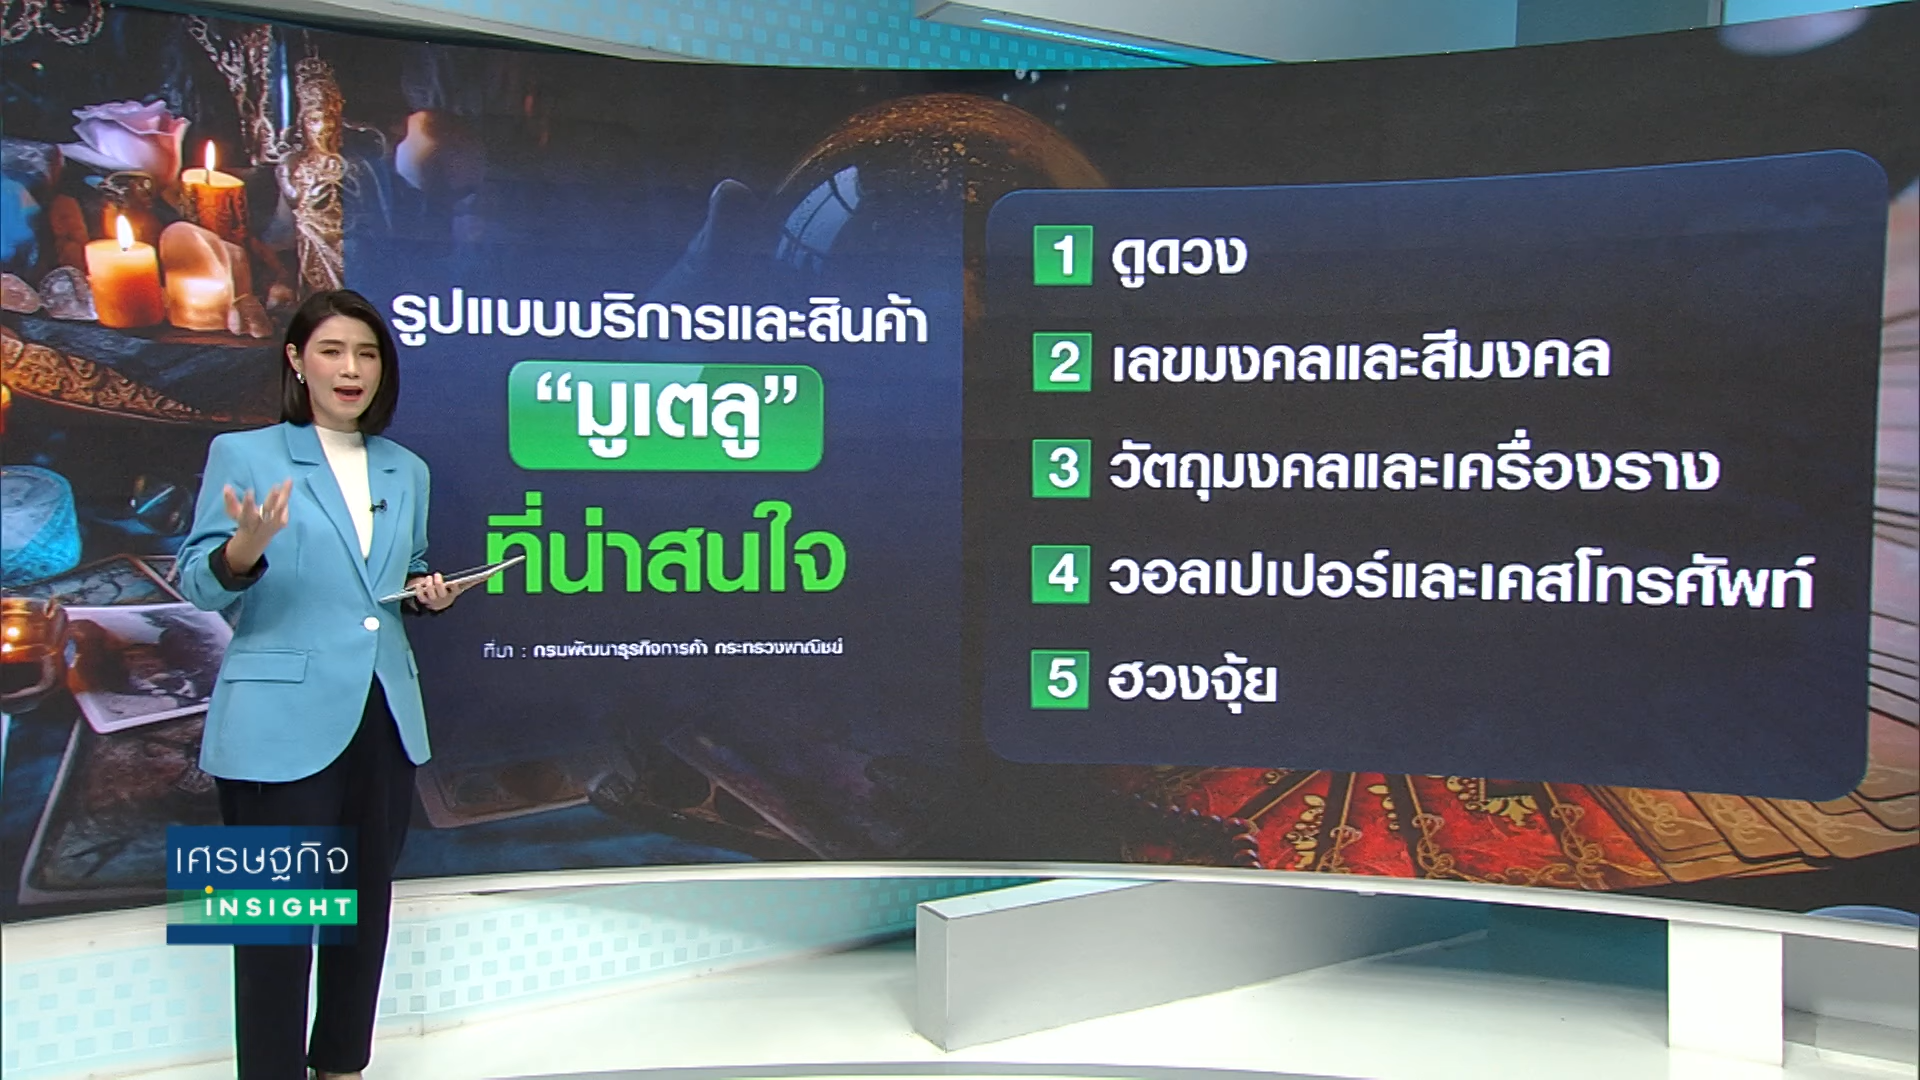 รูปแบบบริการและสินค้า
“มูเตลู”
ที่น่าสนใจ
ที่มา : กรมพัฒนาธุรกิจการค้า กระทรวงพาณิชย์
1 ดูดวง
2 เลขมงคลและสีมงคล
3 วัตถุมงคลและเครื่องราง
4 วอลเปเปอร์และเคสโทรศัพท์
5 ฮวงจุ้ย
เศรษฐกิจ
INSIGHT